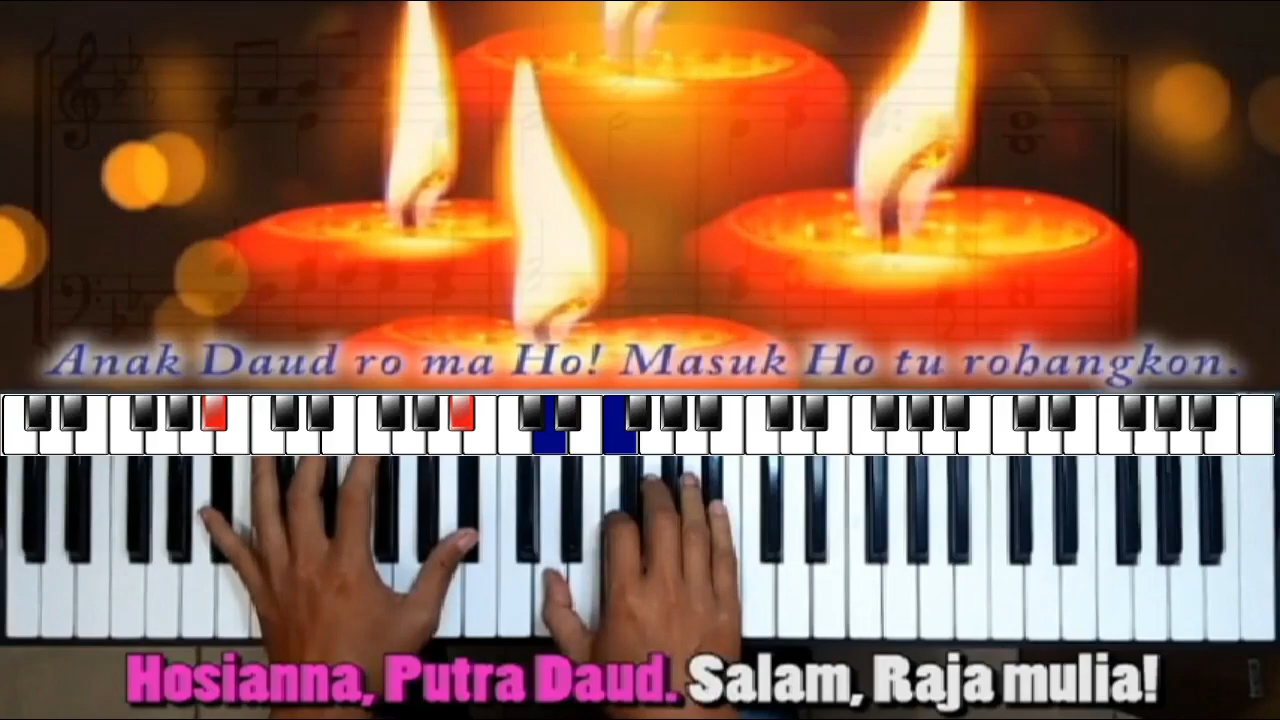 Anak Daud ro ma Ho! Masuk Ho tu rohangkon.
Hosianna, Putra Daud. Salam, Raja mulia!